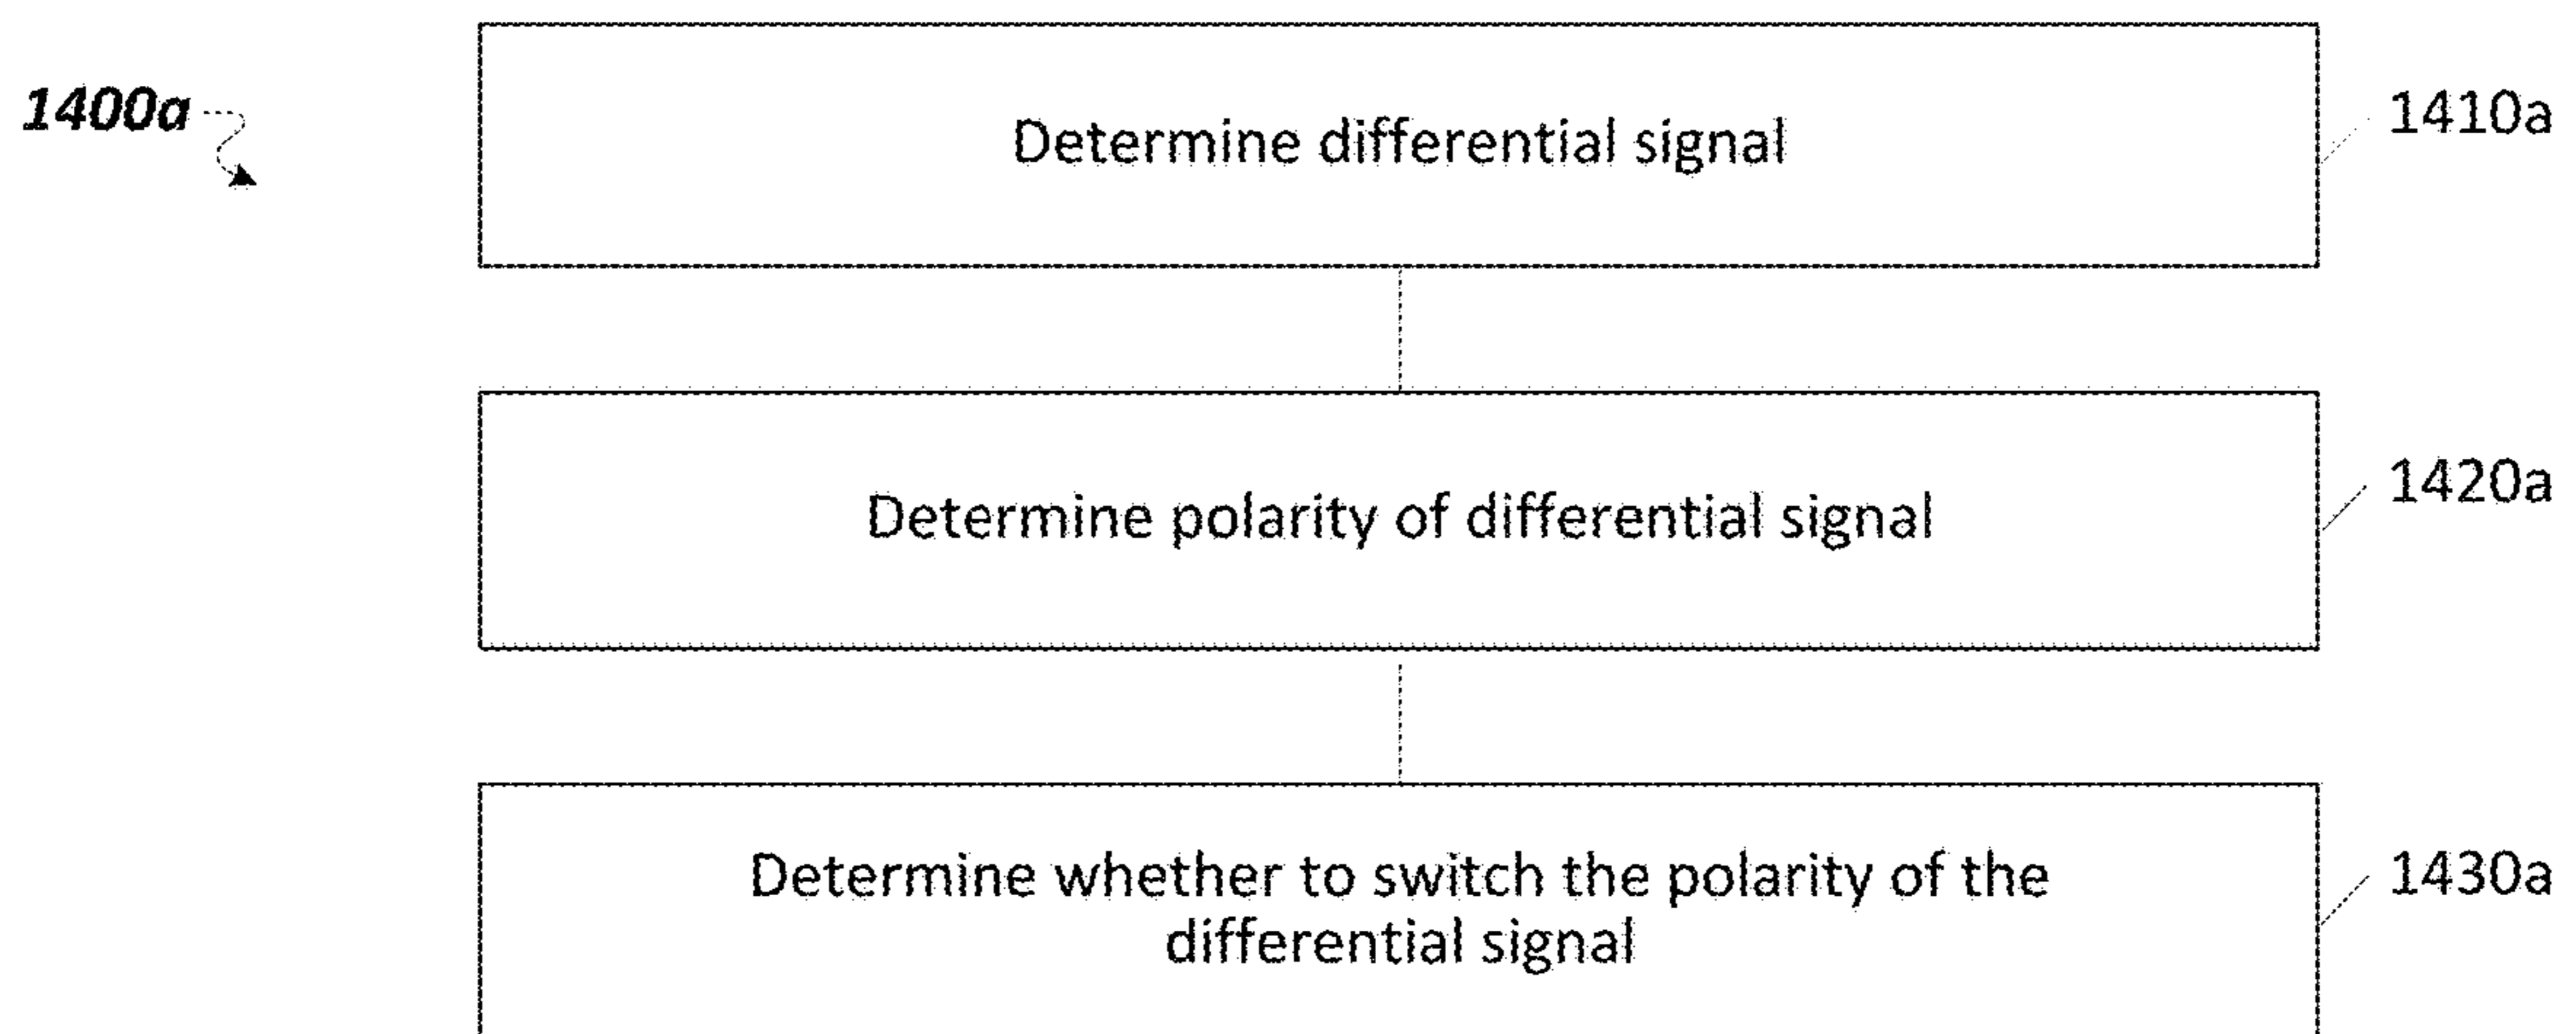 1400a
Determine differential signal
1410a
Determine polarity of differential signal
1420a
Determine whether to switch the polarity of the
differential signal
1430a